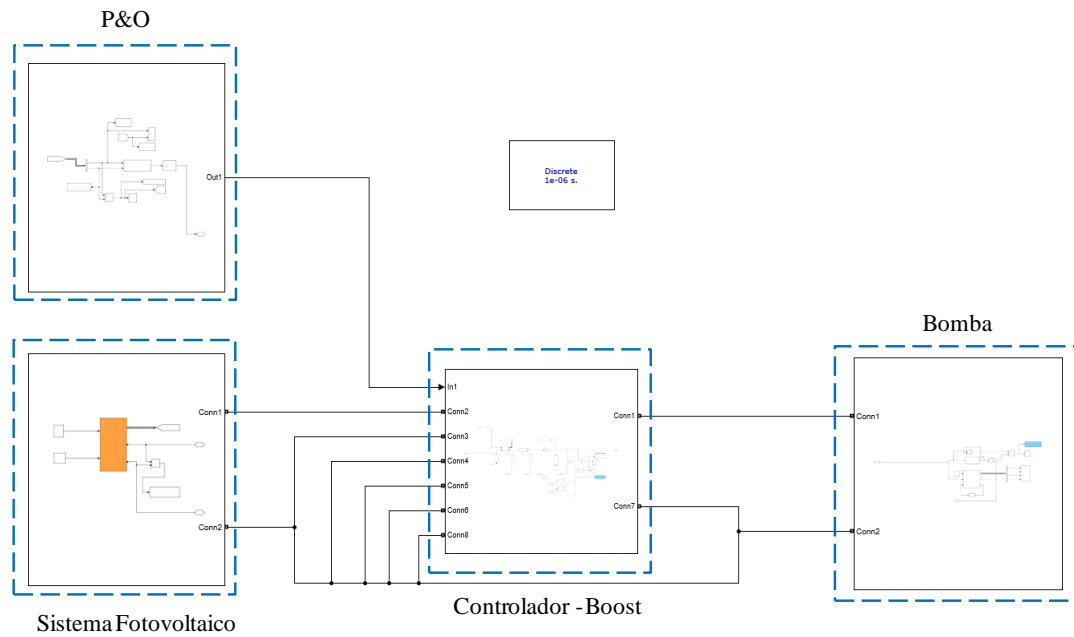 P&O
Out1
Discrete
1e-06 s.
Bomba
In1
Conn1
Conn2
Conn3
Conn4
Conn5
Conn6
Conn8
Conn1
Conn7
Conn1
Conn2
Conn2
Controlador - Boost
Sistema Fotovoltaico